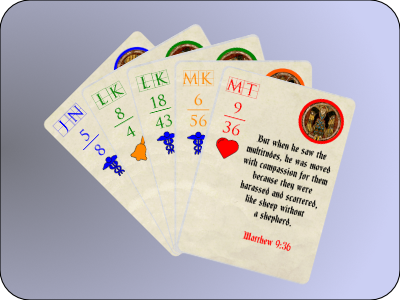 JN
5
8
LK
8
4
LK
18
43
MK
6
56
MT
9
36
But when he saw the
multitudes, he was moved
with compassion for them
because they were
harassed and scattered,
like sheep without
a shepherd.
Matthew 9:36